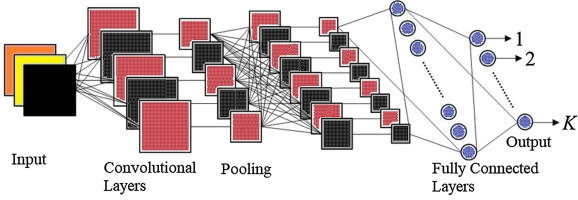 1
2
K
Input
Convolutional
Layers
Pooling
Fully Connected
Layers
Output